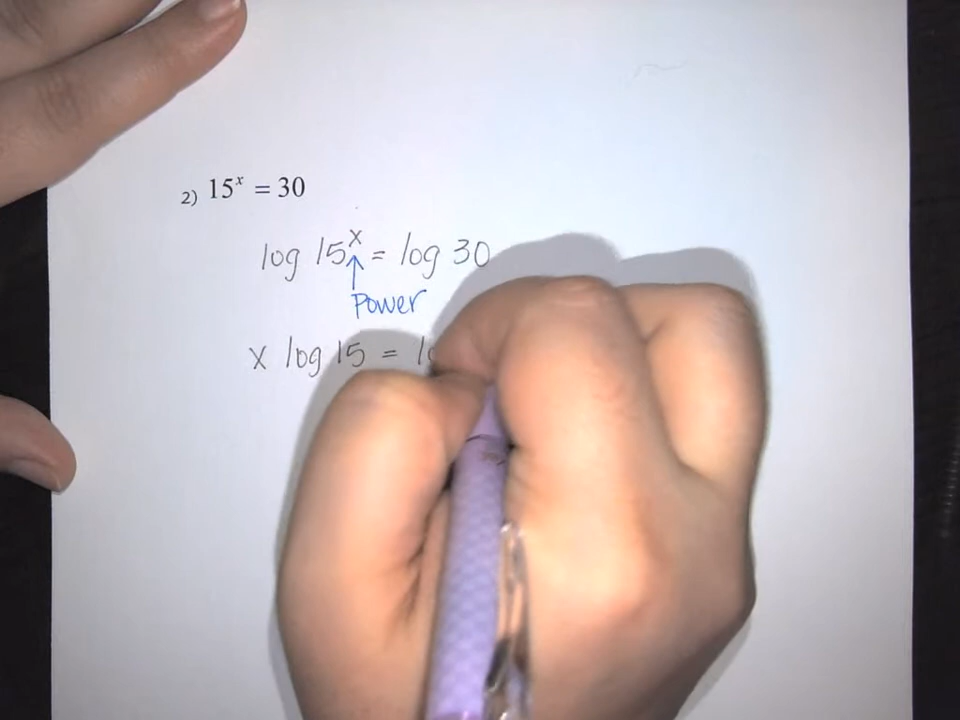 2) 15ˣ = 30
log 15ˣ = log 30
Power
x log 15 =